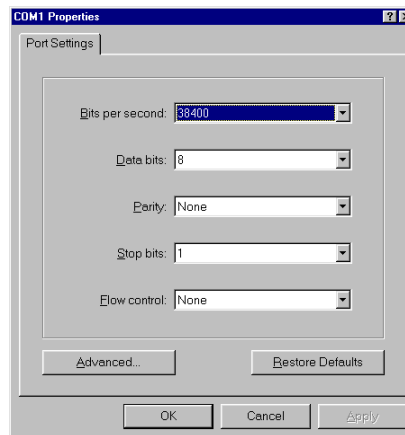 COM1 Properties
Port Settings
Bits per second: 38400
Data bits: 8
Parity: None
Stop bits: 1
Flow control: None
Advanced... Restore Defaults
OK Cancel Apply